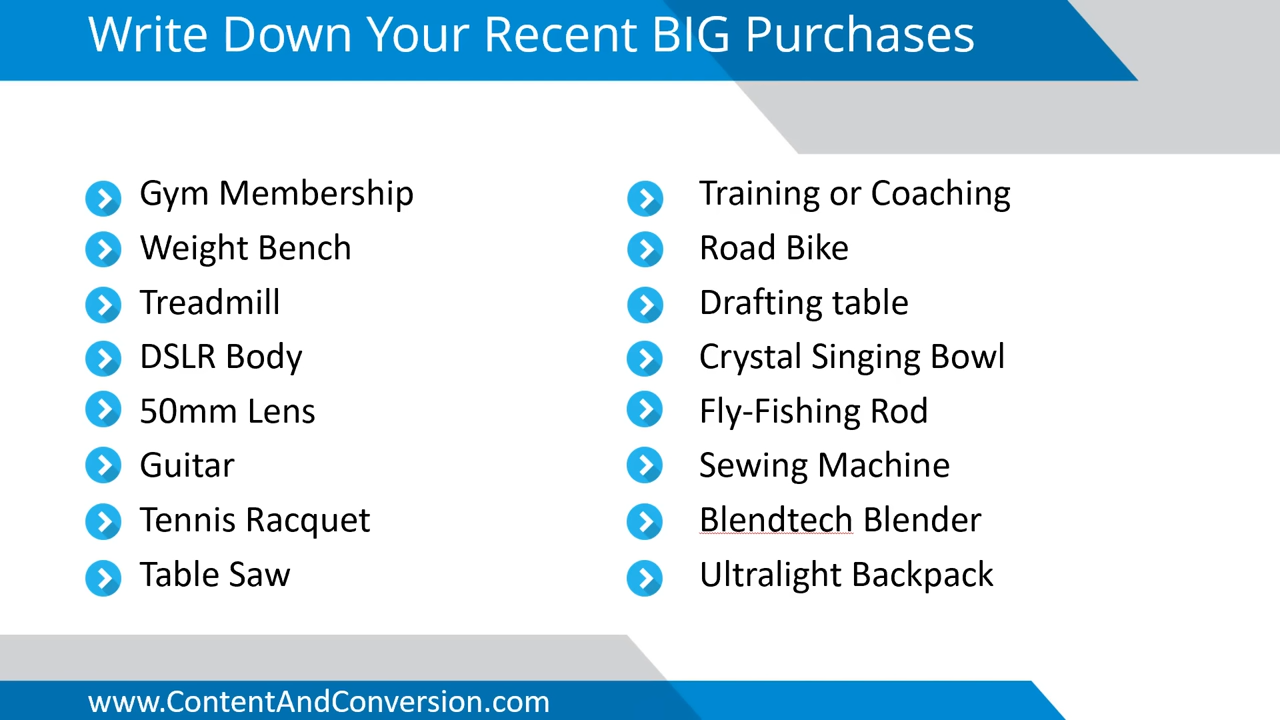 Write Down Your Recent BIG Purchases
Gym Membership
Weight Bench
Treadmill
DSLR Body
50mm Lens
Guitar
Tennis Racquet
Table Saw
Training or Coaching
Road Bike
Drafting table
Crystal Singing Bowl
Fly-Fishing Rod
Sewing Machine
Blendtech Blender
Ultralight Backpack
www.ContentAndConversion.com